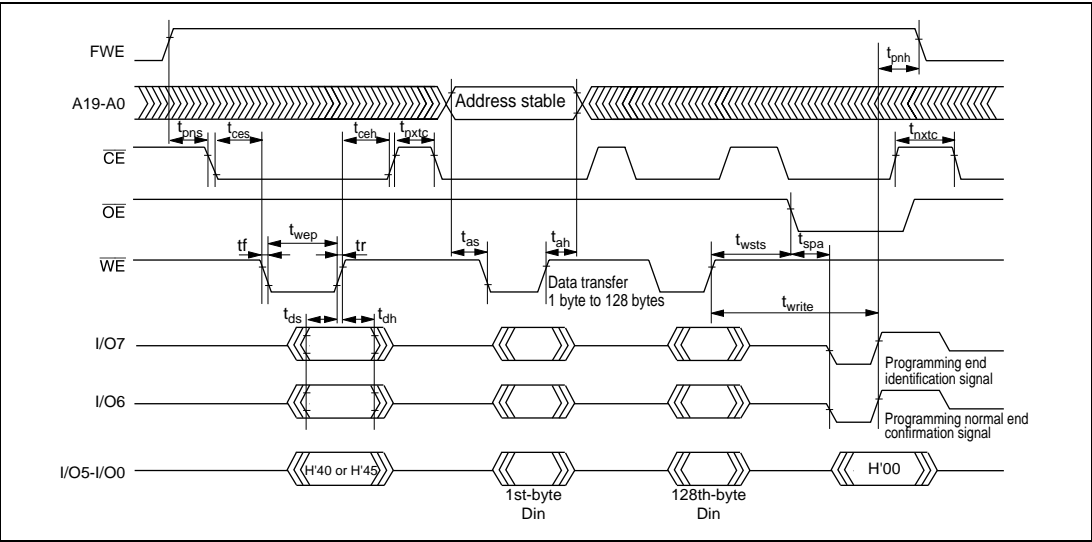 FWE
t_pnh
A19-A0
Address stable
t_pns
t_ces
t_ceh
t_nxtc
t_nxtc
CE
OE
t_wep
tf
tr
t_as
t_ah
t_wsts
t_spa
WE
Data transfer
1 byte to 128 bytes
t_write
t_ds
t_dh
I/O7
Programming end
identification signal
I/O6
Programming normal end
confirmation signal
I/O5-I/O0
H'40 or H'45
H'00
1st-byte
Din
128th-byte
Din